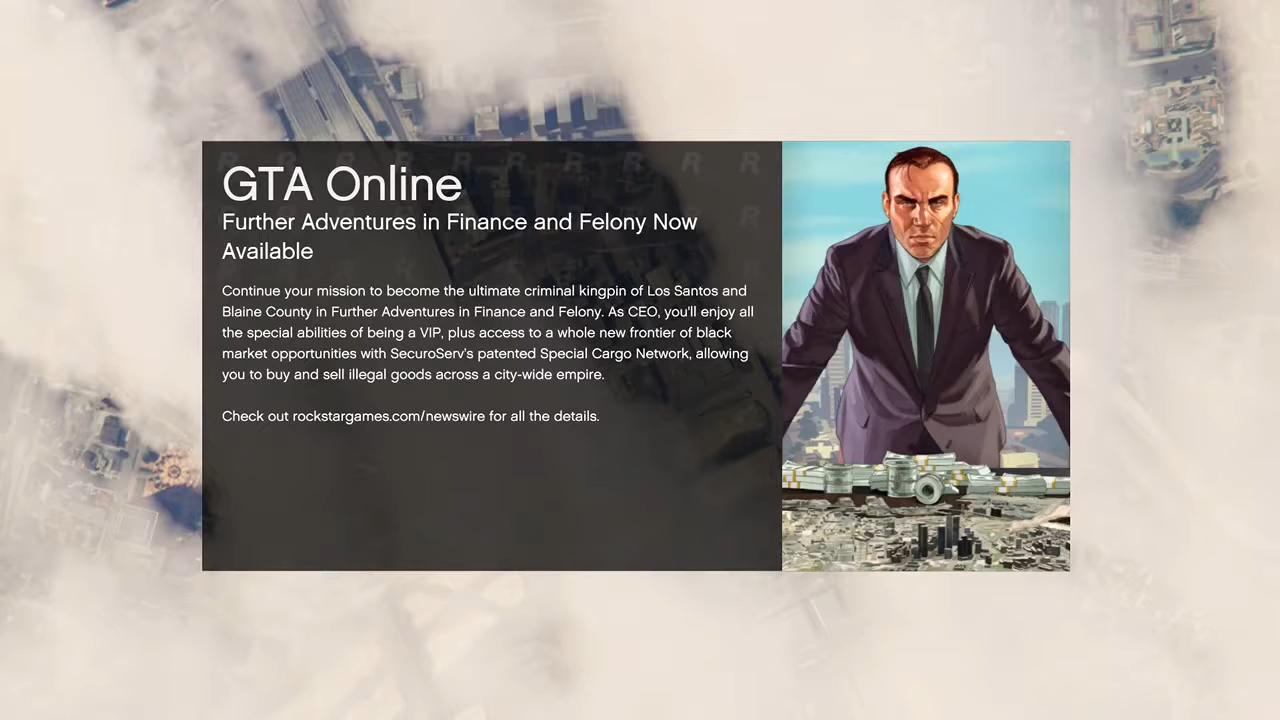 GTA Online
Further Adventures in Finance and Felony Now
Available
Continue your mission to become the ultimate criminal kingpin of Los Santos and
Blaine County in Further Adventures in Finance and Felony. As CEO, you'll enjoy all
the special abilities of being a VIP, plus access to a whole new frontier of black
market opportunities with SecuroServ's patented Special Cargo Network, allowing
you to buy and sell illegal goods across a city-wide empire.
Check out rockstargames.com/newswire for all the details.